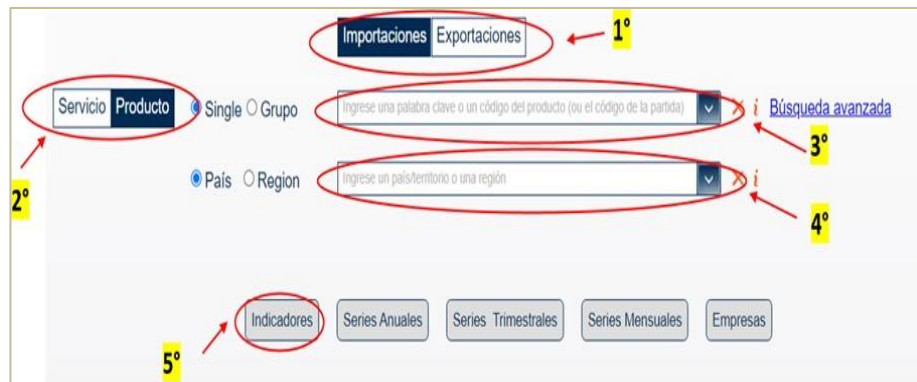 Importaciones Exportaciones 1°
Servicio Producto Single Grupo Ingrese una palabra clave o un código del producto (ou el código de la partida) X i Búsqueda avanzada
3°
2° País Region Ingrese un país/territorio o una región X i
4°
Indicadores Series Anuales Series Trimestrales Series Mensuales Empresas
5°